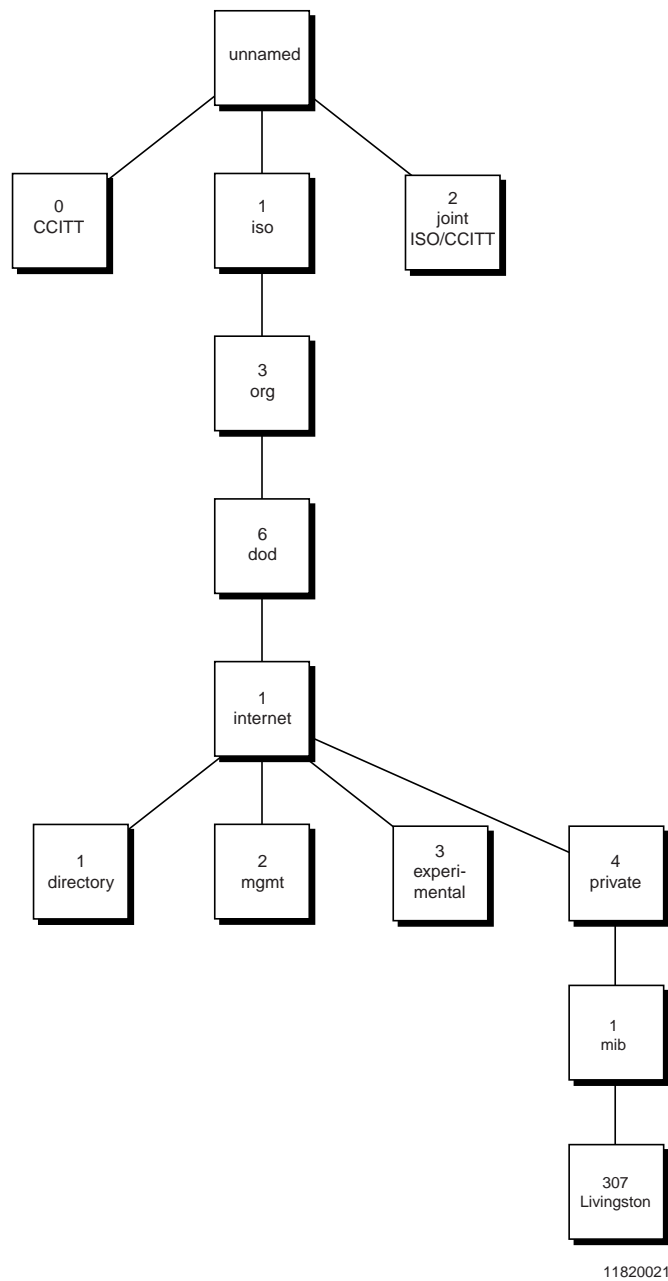 unnamed
0
CCITT
1
iso
2
joint
ISO/CCITT
3
org
6
dod
1
internet
1
directory
2
mgmt
3
experi-
mental
4
private
1
mib
307
Livingston
11820021